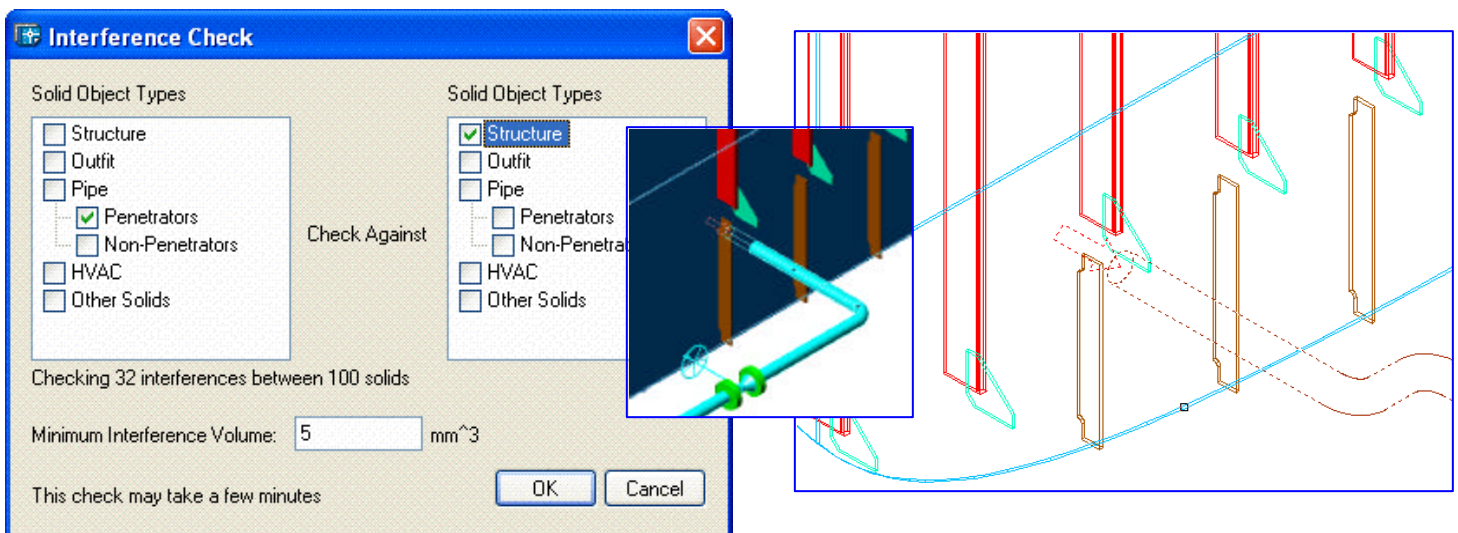 Interference Check
Solid Object Types
Structure
Outfit
Pipe
Penetrators
Non-Penetrators
HVAC
Other Solids
Check Against
Solid Object Types
Structure
Outfit
Pipe
Penetrators
Non-Penetra
HVAC
Other Solids
Checking 32 interferences between 100 solids
Minimum Interference Volume: 5 mm^3
This check may take a few minutes
OK Cancel